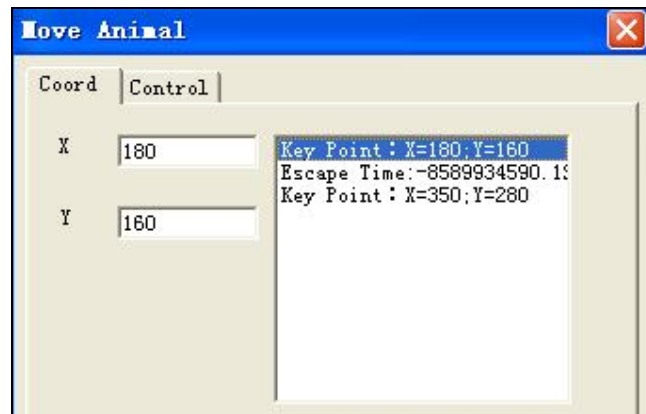 Move Animal
Coord Control
X 180
Y 160
Key Point：X=180;Y=160
Escape Time:-8589934590.1
Key Point：X=350;Y=280